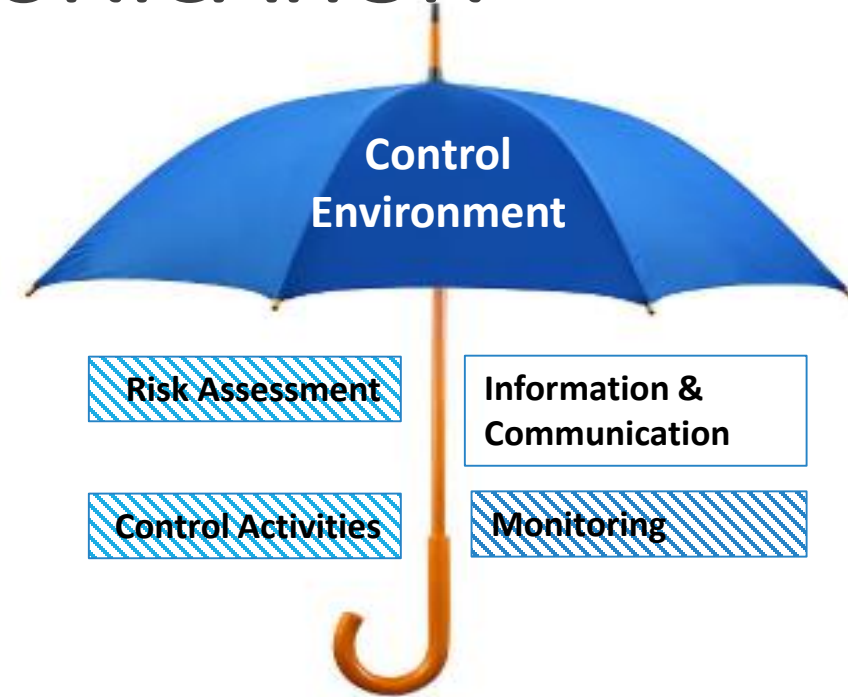 Control
Environment
Risk Assessment
Information &
Communication
Control Activities
Monitoring